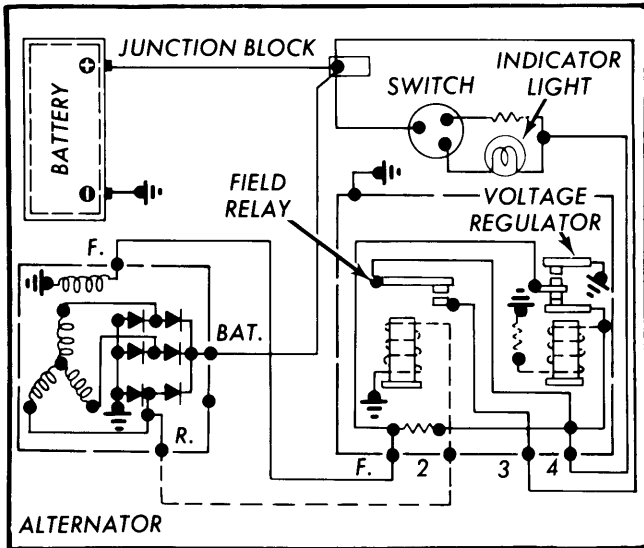 JUNCTION BLOCK
INDICATOR
LIGHT
SWITCH
BATTERY
FIELD
RELAY
VOLTAGE
REGULATOR
F.
BAT.
R.
F. 2 3 4
ALTERNATOR